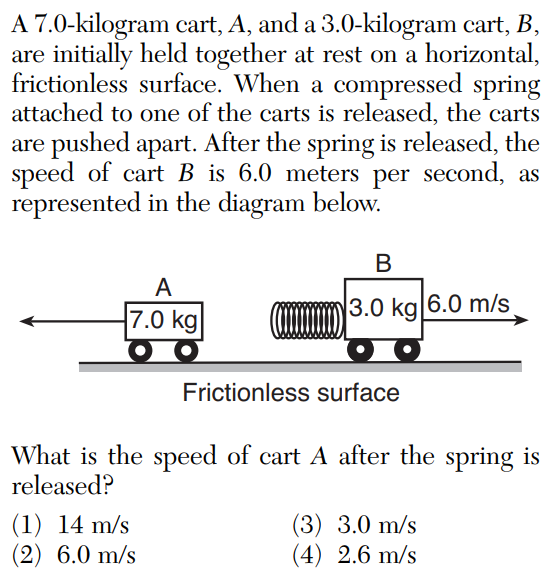 A 7.0-kilogram cart, A, and a 3.0-kilogram cart, B,
are initially held together at rest on a horizontal,
frictionless surface. When a compressed spring
attached to one of the carts is released, the carts
are pushed apart. After the spring is released, the
speed of cart B is 6.0 meters per second, as
represented in the diagram below.
B
A
7.0 kg
3.0 kg
6.0 m/s
Frictionless surface
What is the speed of cart A after the spring is
released?
(1) 14 m/s
(2) 6.0 m/s
(3) 3.0 m/s
(4) 2.6 m/s